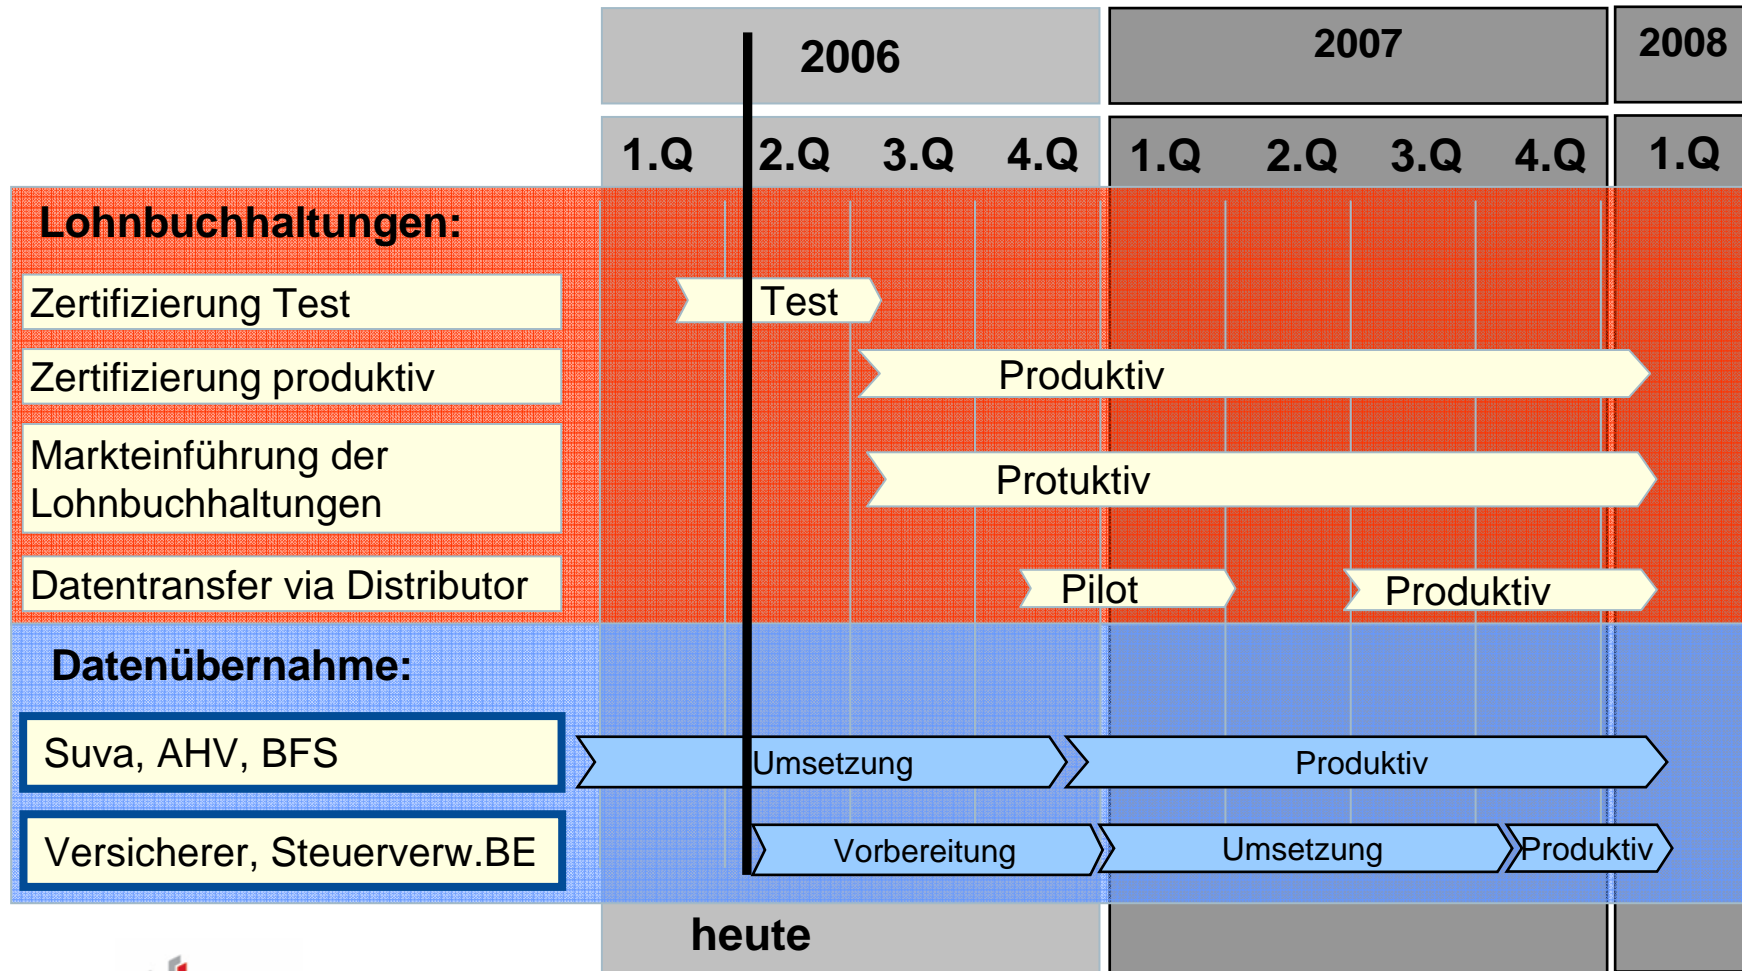 2006 2007 2008
1.Q 2.Q 3.Q 4.Q 1.Q 2.Q 3.Q 4.Q 1.Q
Lohnbuchhaltungen:
Zertifizierung Test Test
Zertifizierung produktiv Produktiv
Markteinführung der
Lohnbuchhaltungen Protuktiv
Datentransfer via Distributor Pilot Produktiv
Datenübernahme:
Suva, AHV, BFS Umsetzung Produktiv
Versicherer, Steuerverw.BE Vorbereitung Umsetzung Produktiv
heute